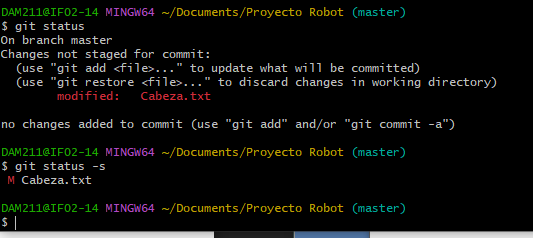 DAM211@IFO2-14 MINGW64 ~/Documents/Proyecto Robot (master)
$ git status
On branch master
Changes not staged for commit:
  (use "git add <file>..." to update what will be committed)
  (use "git restore <file>..." to discard changes in working directory)
        modified:   Cabeza.txt

no changes added to commit (use "git add" and/or "git commit -a")

DAM211@IFO2-14 MINGW64 ~/Documents/Proyecto Robot (master)
$ git status -s
 M Cabeza.txt

DAM211@IFO2-14 MINGW64 ~/Documents/Proyecto Robot (master)
$